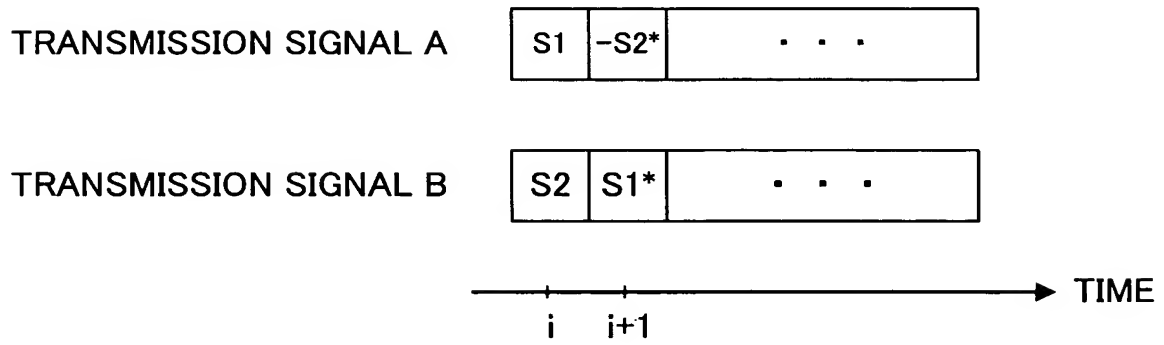 TRANSMISSION SIGNAL A S1 -S2* . . .
TRANSMISSION SIGNAL B S2 S1* . . .
TIME
i i+1